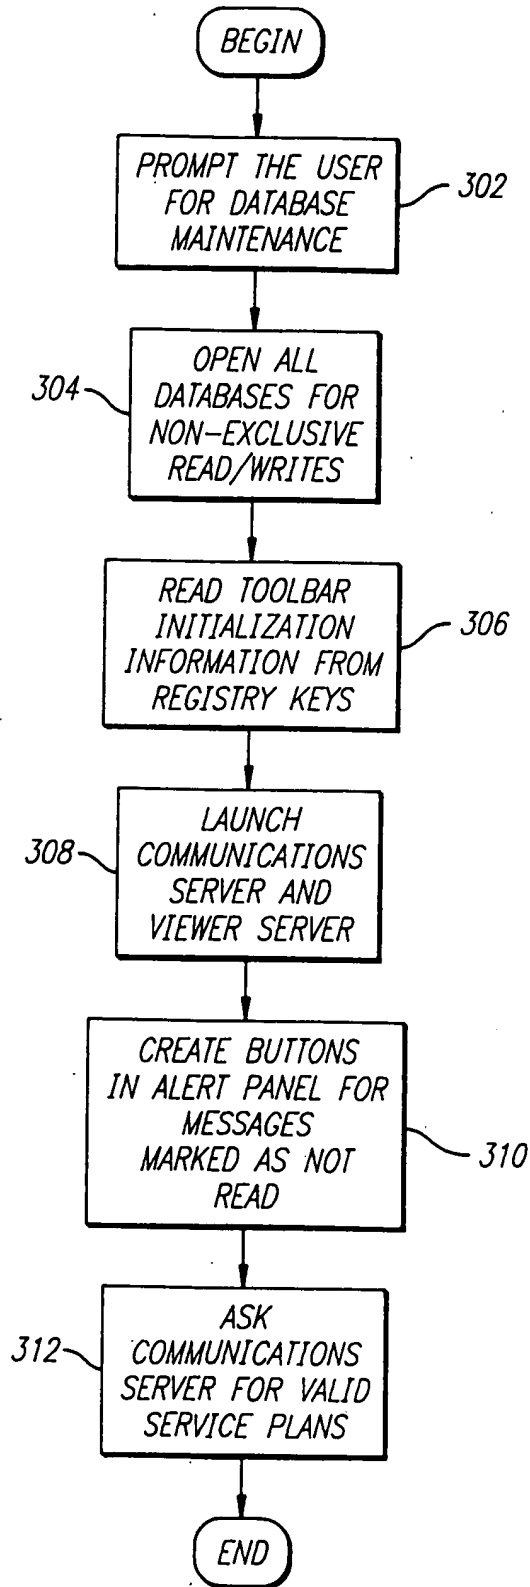 BEGIN
PROMPT THE USER
FOR DATABASE
MAINTENANCE
302
OPEN ALL
DATABASES FOR
NON-EXCLUSIVE
READ/WRITES
304
READ TOOLBAR
INITIALIZATION
INFORMATION FROM
REGISTRY KEYS
306
LAUNCH
COMMUNICATIONS
SERVER AND
VIEWER SERVER
308
CREATE BUTTONS
IN ALERT PANEL FOR
MESSAGES
MARKED AS NOT
READ
310
ASK
COMMUNICATIONS
SERVER FOR VALID
SERVICE PLANS
312
END